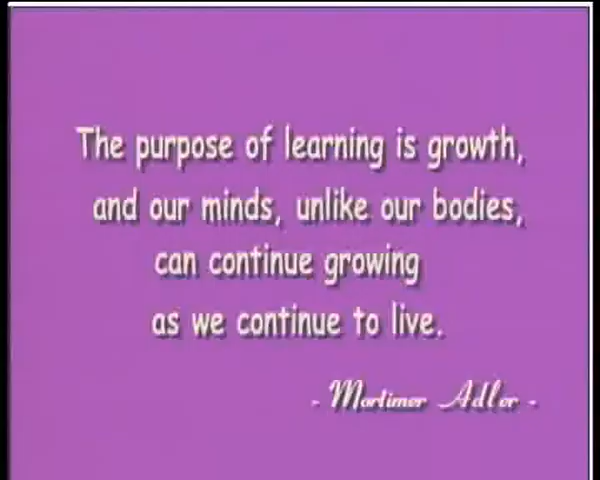 The purpose of learning is growth,
and our minds, unlike our bodies,
can continue growing
as we continue to live.
- Mortimer Adler -